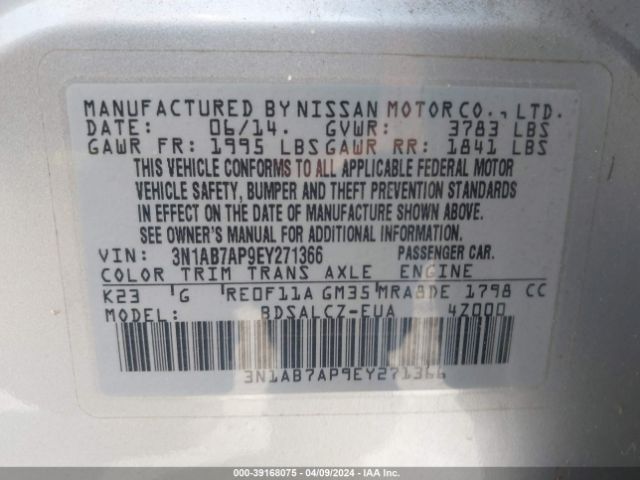 MANUFACTURED BY NISSAN MOTOR CO., LTD.
DATE: 06/14. GVWR: 3783 LBS
GAWR FR: 1995 LBS GAWR RR: 1841 LBS
THIS VEHICLE CONFORMS TO ALL APPLICABLE FEDERAL MOTOR
VEHICLE SAFETY, BUMPER AND THEFT PREVENTION STANDARDS
IN EFFECT ON THE DATE OF MANUFACTURE SHOWN ABOVE.
SEE OWNER'S MANUAL FOR ADDITIONAL INFORMATION.
VIN: 3N1AB7AP9EY271366 PASSENGER CAR.
COLOR TRIM TRANS AXLE ENGINE
K23 G RE0F11A GM35 MRA8DE 1798 CC
MODEL: BDSALCZ-EUA 4Z000
3N1AB7AP9EY271366
000-39168075 - 04/09/2024 - IAA Inc.